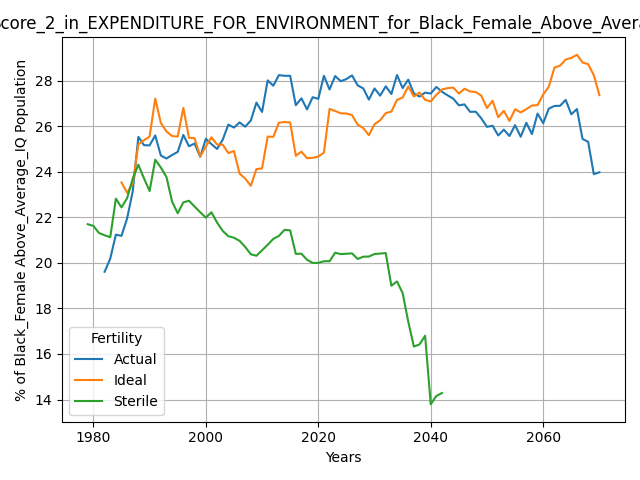 score_2_in_EXPENDITURE_FOR_ENVIRONMENT_for_Black_Female_Above_Avera
% of Black_Female Above_Average_IQ Population
28
26
24
22
20
18
16
14
Fertility
Actual
Ideal
Sterile
1980
2000
2020
2040
2060
Years